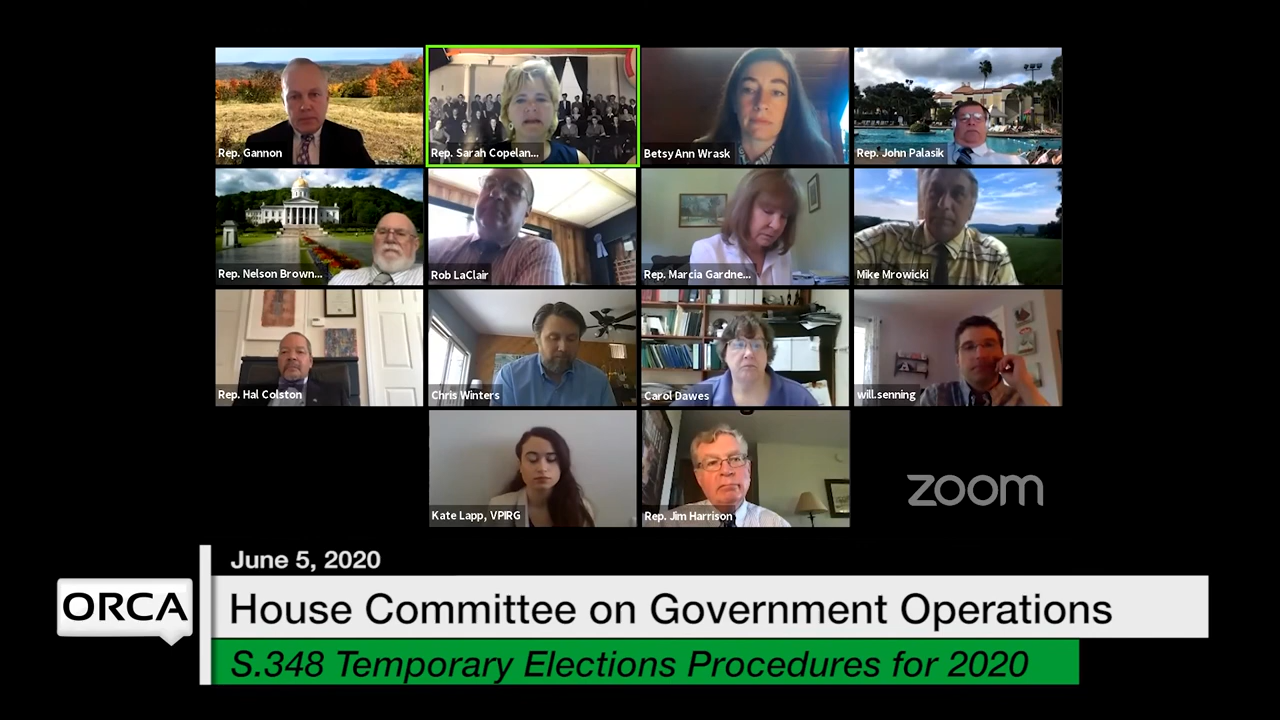 Rep. Gannon
Rep. Sarah Copelan...
Betsy Ann Wrask
Rep. John Palasik
Rep. Nelson Brown...
Rob LaClair
Rep. Marcia Gardne...
Mike Mrowicki
Rep. Hal Colston
Chris Winters
Carol Dawes
will.senning
Kate Lapp, VPIRG
Rep. Jim Harrison
zoom
June 5, 2020
ORCA
House Committee on Government Operations
S.348 Temporary Elections Procedures for 2020